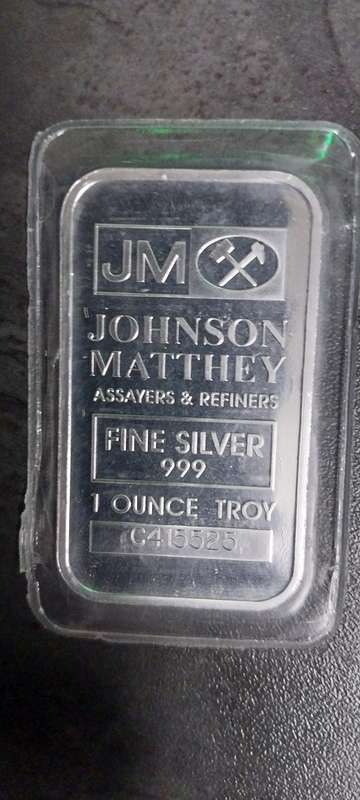 JM
JOHNSON
MATTHEY
ASSAYERS & REFINERS
FINE SILVER
999
1 OUNCE TROY
C415525